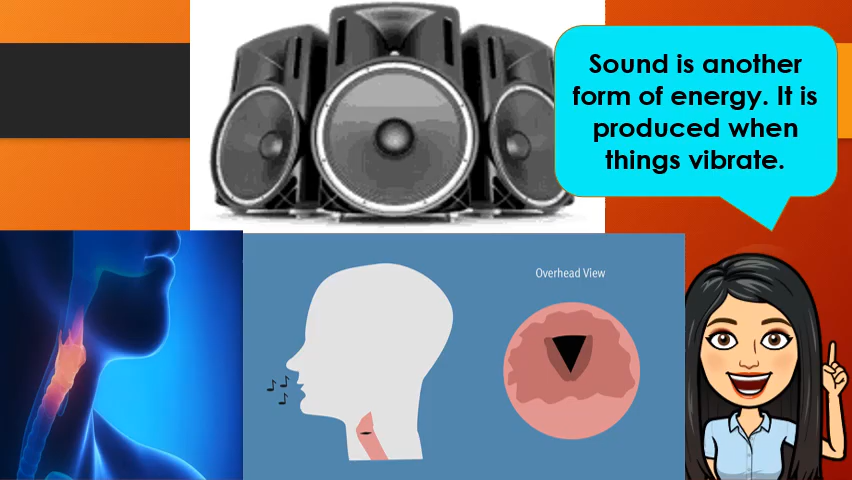 Sound is another
form of energy. It is
produced when
things vibrate.
Overhead View